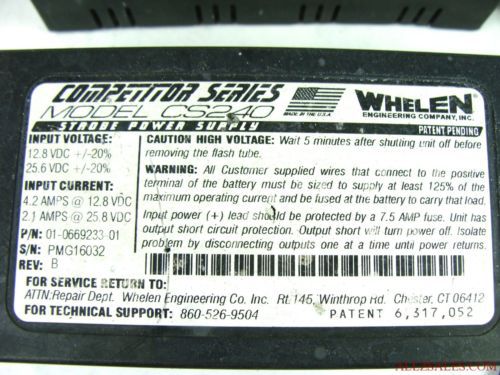 COMPETITOR SERIES
MODEL CS240
STROBE POWER SUPPLY
MADE IN THE U.S.A.
WHELEN®
ENGINEERING COMPANY, INC.
PATENT PENDING
INPUT VOLTAGE:
12.8 VDC +/-20%
25.6 VDC +/-20%
INPUT CURRENT:
4.2 AMPS @ 12.8 VDC
2.1 AMPS @ 25.8 VDC
P/N: 01-0669233-01
S/N: PMG16032
REV: B
CAUTION HIGH VOLTAGE: Wait 5 minutes after shutting unit off before
removing the flash tube.
WARNING: All Customer supplied wires that connect to the positive
terminal of the battery must be sized to supply at least 125% of the
maximum operating current and be fused at the battery to carry that load.
Input power (+) lead should be protected by a 7.5 AMP fuse. Unit has
output short circuit protection. Output short will turn power off. Isolate
problem by disconnecting outputs one at a time until power returns.
FOR SERVICE RETURN TO:
ATTN:Repair Dept. Whelen Engineering Co. Inc. Rt. 145, Winthrop Rd. Chester, CT 06412
FOR TECHNICAL SUPPORT: 860-526-9504
PATENT 6,317,052
ALLZSALES.COM